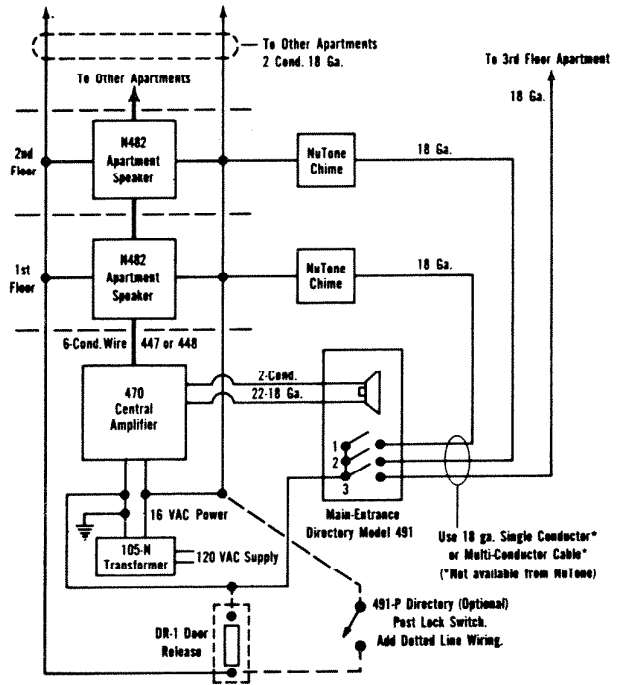 To Other Apartments
2 Cond. 18 Ga.
To 3rd Floor Apartment
To Other Apartments
18 Ga.
2nd
Floor
N482
Apartment
Speaker
NuTone
Chime
18 Ga.
1st
Floor
N482
Apartment
Speaker
NuTone
Chime
18 Ga.
6-Cond. Wire
447 or 448
470
Central
Amplifier
2-Cond.
22-18 Ga.
1
2
3
Main-Entrance
Directory Model 491
16 VAC Power
105-N
Transformer
120 VAC Supply
Use 18 ga. Single Conductor*
or Multi-Conductor Cable*
(*Not available from NuTone)
DR-1 Door
Release
491-P Directory (Optional)
Post Lock Switch.
Add Dotted Line Wiring.